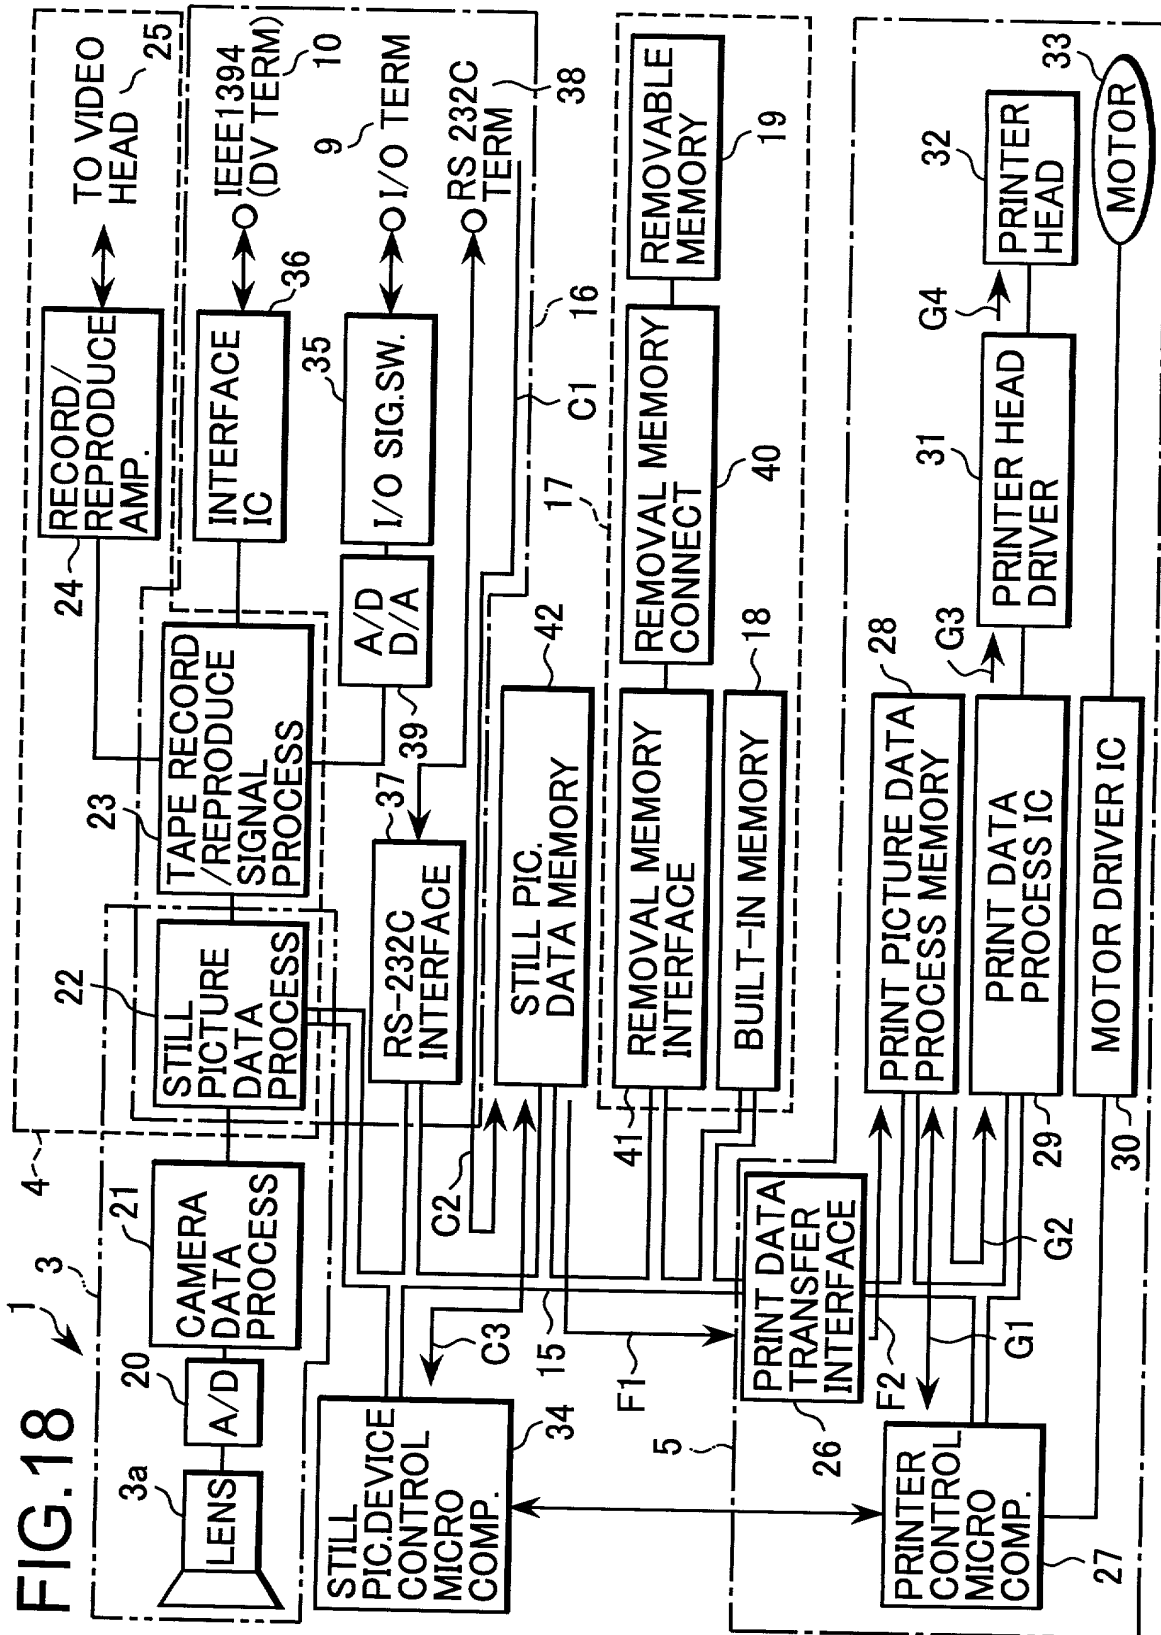 FIG.18
1
3
4
3a
LENS
20
A/D
21
CAMERA
DATA
PROCESS
22
STILL
PICTURE
DATA
PROCESS
23
TAPE RECORD
/REPRODUCE
SIGNAL
PROCESS
24
RECORD/
REPRODUCE
AMP.
TO VIDEO
HEAD
25
INTERFACE
IC
36
IEEE1394
(DV TERM)
10
A/D
D/A
39
35
I/O SIG.SW.
9
I/O TERM
RS 232C
TERM
38
37
RS-232C
INTERFACE
C1
16
STILL
PIC.DEVICE
CONTROL
MICRO
COMP.
34
C3
C2
STILL PIC.
DATA MEMORY
42
15
F1
17
41
REMOVAL MEMORY
INTERFACE
REMOVAL MEMORY
CONNECT
40
REMOVABLE
MEMORY
19
BUILT-IN MEMORY
18
5
26
PRINT DATA
TRANSFER
INTERFACE
F2
G1
G2
PRINT PICTURE DATA
PROCESS MEMORY
28
PRINT DATA
PROCESS IC
29
G3
31
PRINTER HEAD
DRIVER
G4
32
PRINTER
HEAD
33
MOTOR
MOTOR DRIVER IC
30
PRINTER
CONTROL
MICRO
COMP.
27